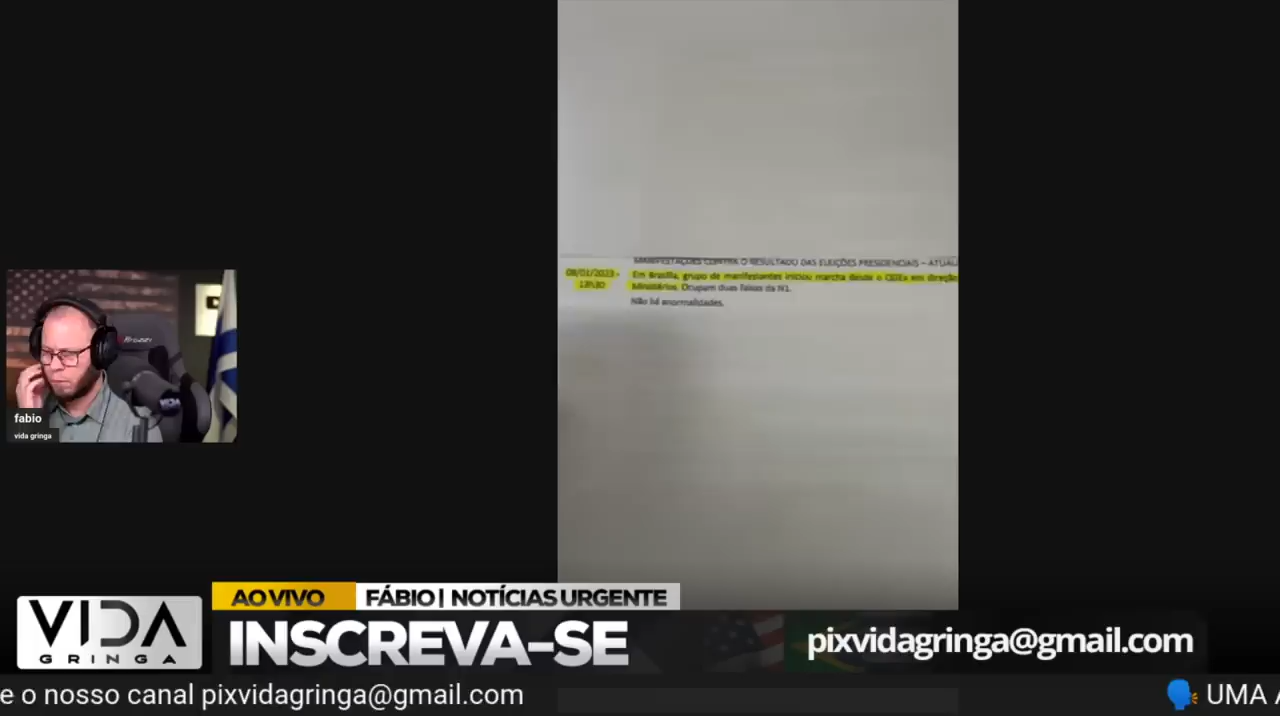 MANIFESTAÇÕES CONTRA O RESULTADO DAS ELEIÇÕES PRESIDENCIAIS – ATUAL
08/01/2023 -
13h30
Em Brasília, grupo de manifestantes iniciou marcha desde o QGEx em direção
Ministérios. Ocupam duas faixas da N1.
Não há anormalidades.
fabio
vida gringa
VIDA
GRINGA
AO VIVO
FÁBIO | NOTÍCIAS URGENTE
INSCREVA-SE
pixvidagringa@gmail.com
e o nosso canal pixvidagringa@gmail.com
UMA A